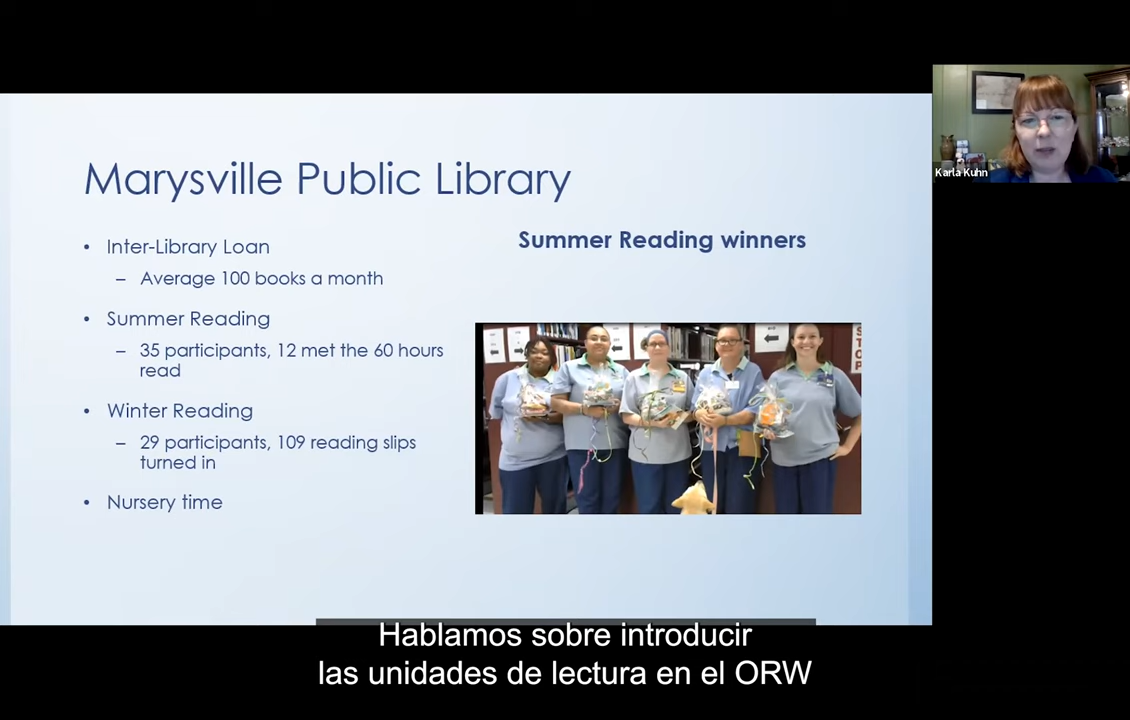 Marysville Public Library
• Inter-Library Loan
– Average 100 books a month
• Summer Reading
– 35 participants, 12 met the 60 hours
read
• Winter Reading
– 29 participants, 109 reading slips
turned in
• Nursery time
Summer Reading winners
STOP
Karla Kuhn
Hablamos sobre introducir
las unidades de lectura en el ORW